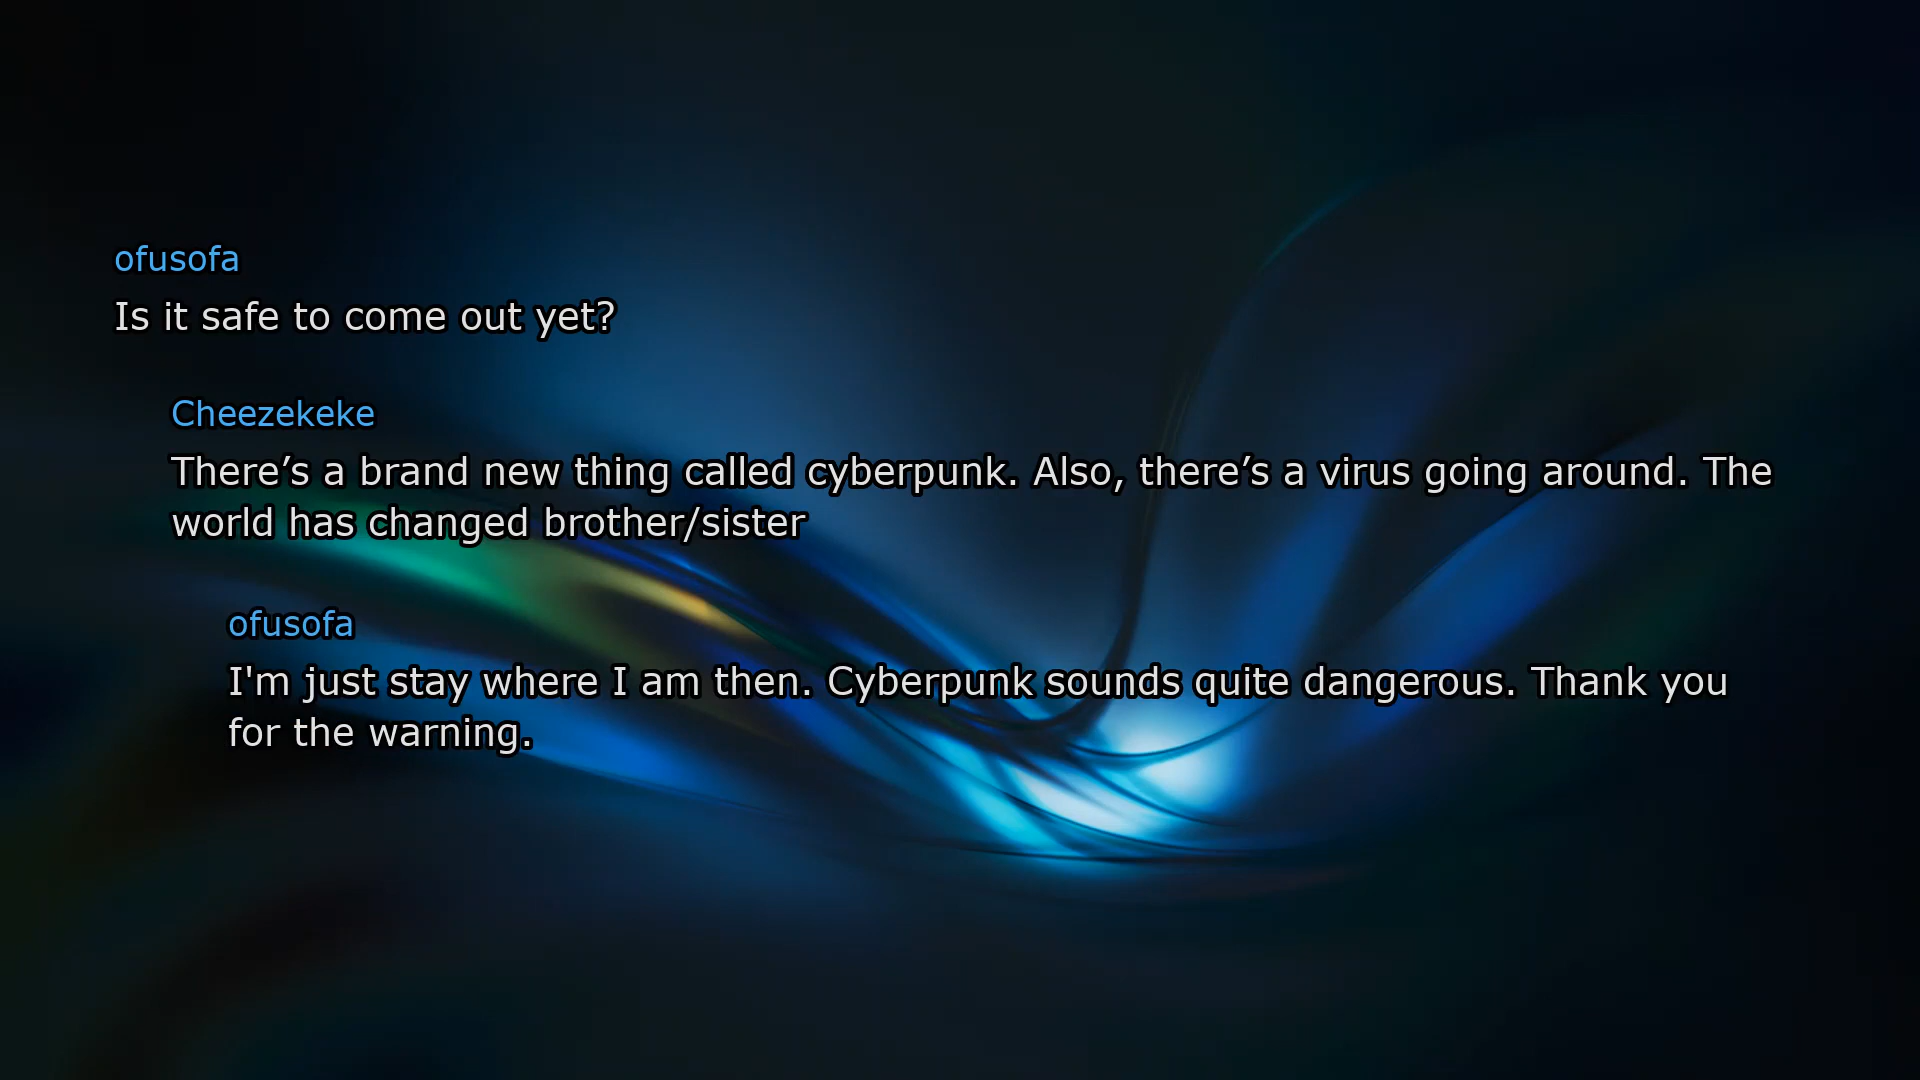 ofusofa
Is it safe to come out yet?
Cheezekeke
There’s a brand new thing called cyberpunk. Also, there’s a virus going around. The
world has changed brother/sister
ofusofa
I'm just stay where I am then. Cyberpunk sounds quite dangerous. Thank you
for the warning.